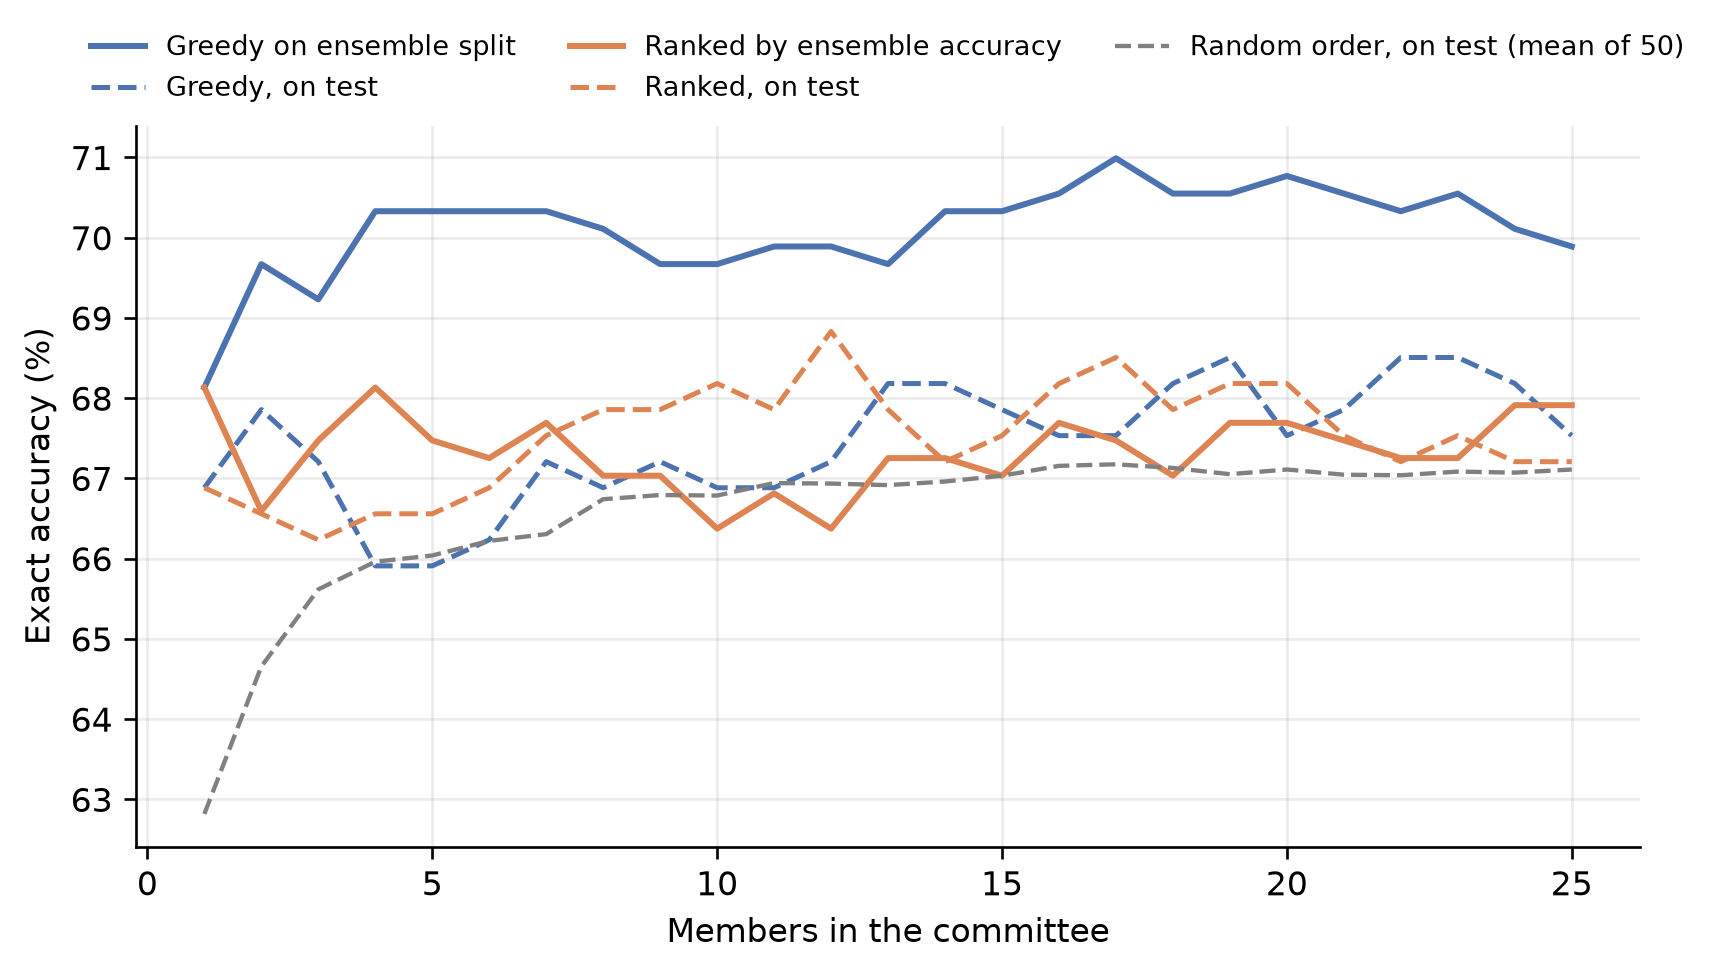 Greedy on ensemble split
Greedy, on test
Ranked by ensemble accuracy
Ranked, on test
Random order, on test (mean of 50)
Exact accuracy (%)
71
70
69
68
67
66
65
64
63
0 5 10 15 20 25
Members in the committee